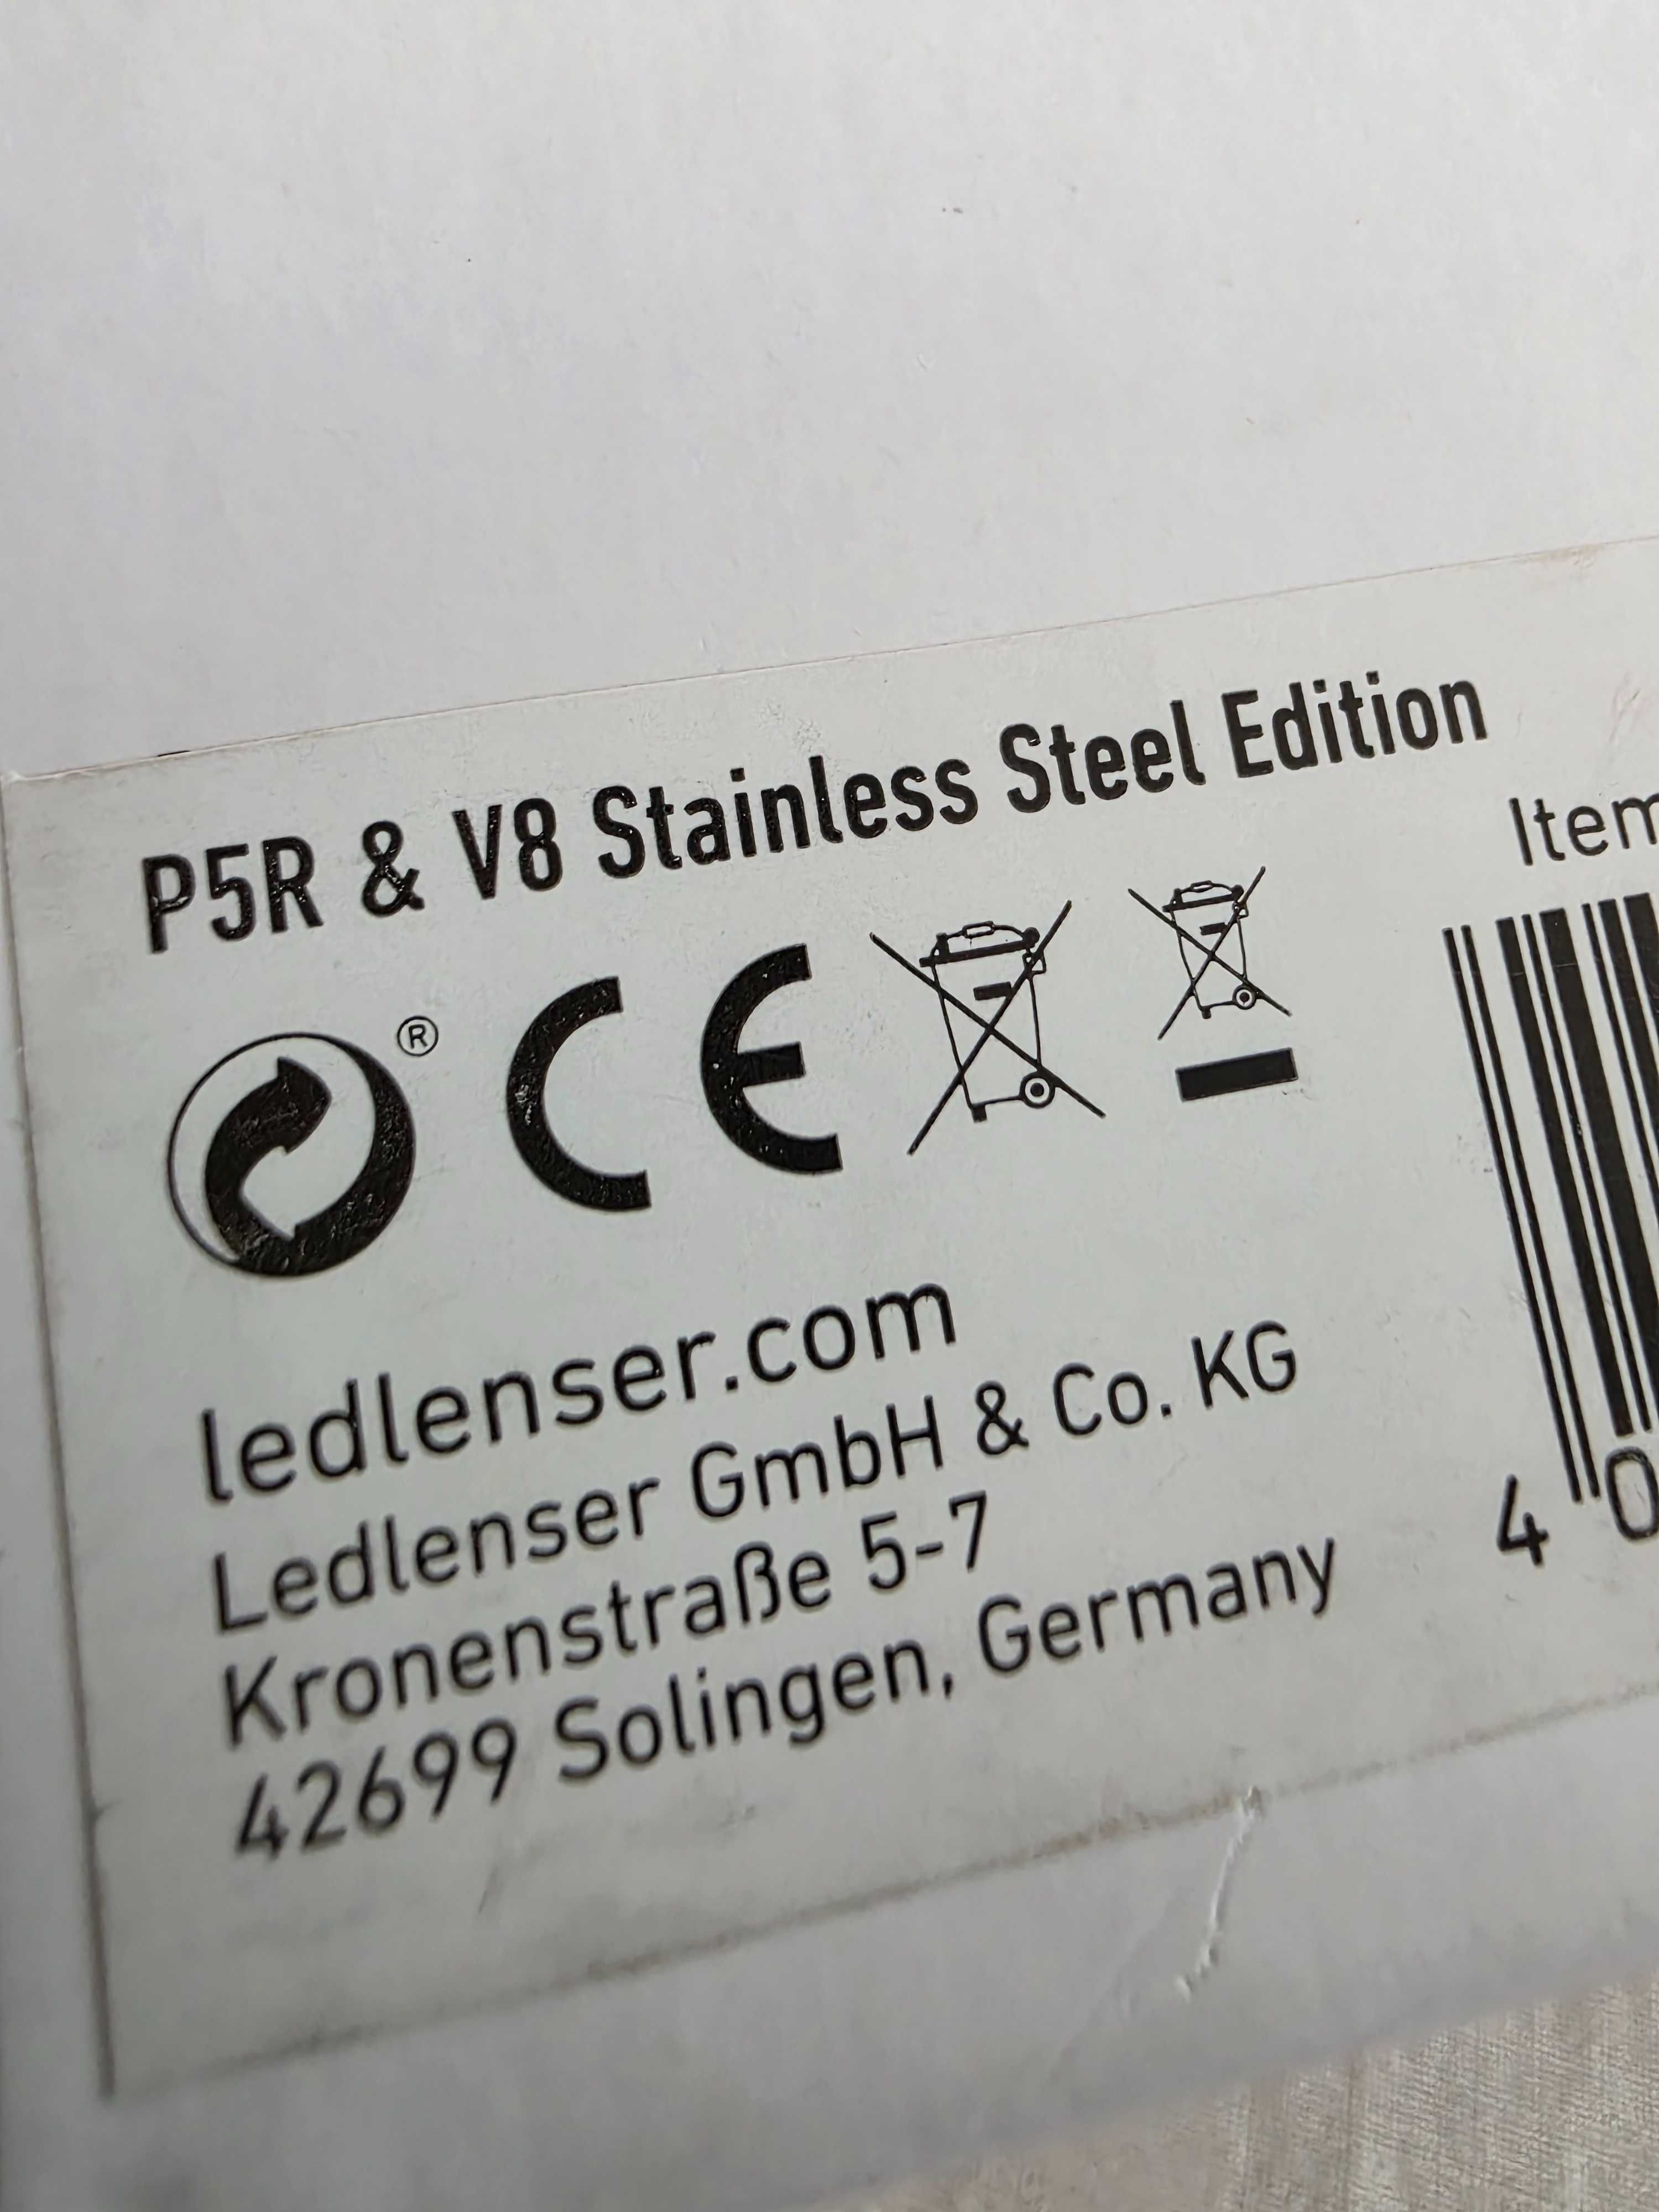 P5R & V8 Stainless Steel Edition
Item
® CE
ledlenser.com
Ledlenser GmbH & Co. KG
Kronenstraße 5-7
42699 Solingen, Germany
4 0